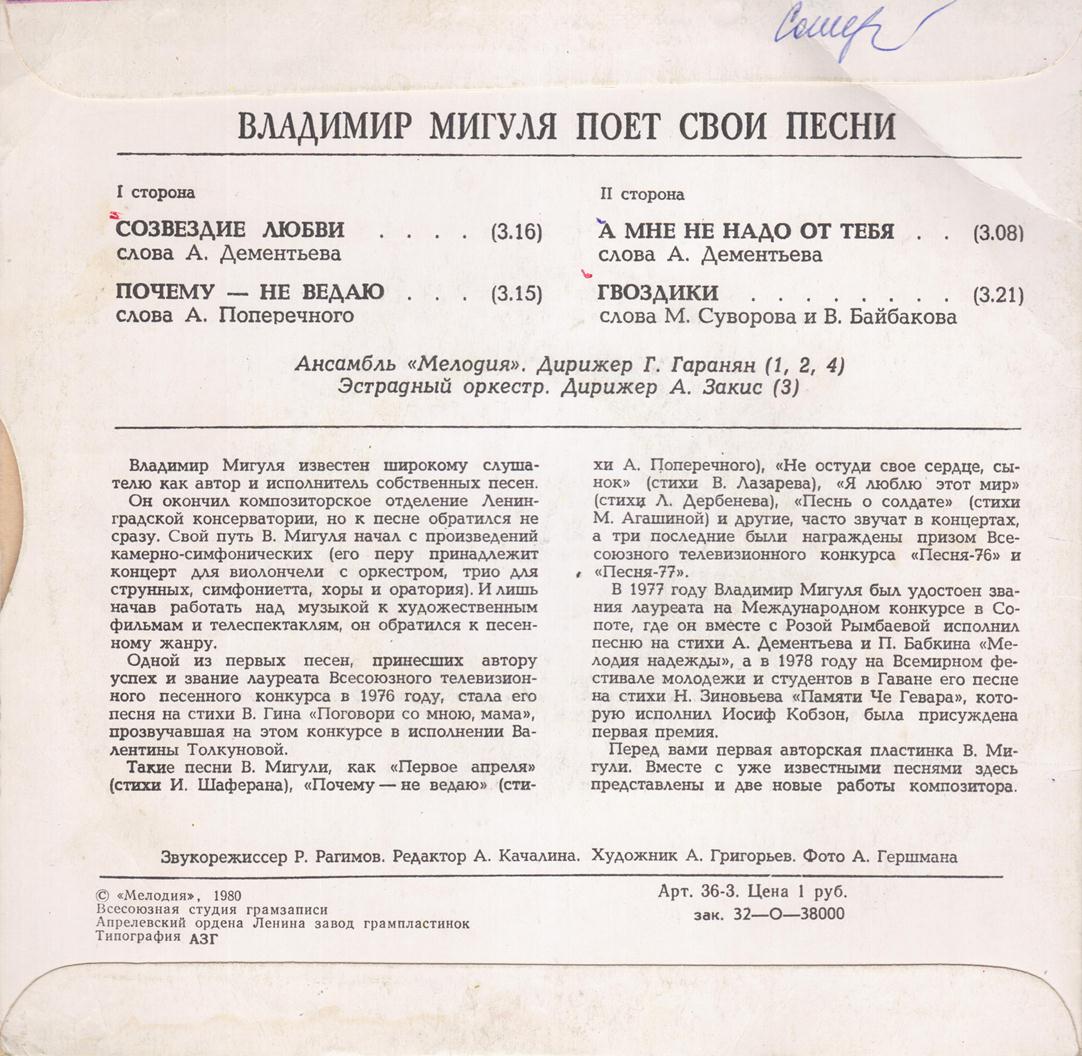 ВЛАДИМИР МИГУЛЯ ПОЕТ СВОИ ПЕСНИ
I сторона
СОЗВЕЗДИЕ ЛЮБВИ . . . . (3.16)
слова А. Дементьева
ПОЧЕМУ — НЕ ВЕДАЮ . . . (3.15)
слова А. Поперечного
II сторона
А МНЕ НЕ НАДО ОТ ТЕБЯ . . (3.08)
слова А. Дементьева
ГВОЗДИКИ . . . . . . . . (3.21)
слова М. Суворова и В. Байбакова
Ансамбль «Мелодия». Дирижер Г. Гаранян (1, 2, 4)
Эстрадный оркестр. Дирижер А. Закис (3)
Владимир Мигуля известен широкому слуша-
телю как автор и исполнитель собственных песен.
Он окончил композиторское отделение Ленин-
градской консерватории, но к песне обратился не
сразу. Свой путь В. Мигуля начал с произведений
камерно-симфонических (его перу принадлежит
концерт для виолончели с оркестром, трио для
струнных, симфониетта, хоры и оратория). И лишь
начав работать над музыкой к художественным
фильмам и телеспектаклям, он обратился к песен-
ному жанру.
Одной из первых песен, принесших автору
успех и звание лауреата Всесоюзного телевизион-
ного песенного конкурса в 1976 году, стала его
песня на стихи В. Гина «Поговори со мною, мама»,
прозвучавшая на этом конкурсе в исполнении Ва-
лентины Толкуновой.
Такие песни В. Мигули, как «Первое апреля»
(стихи И. Шаферана), «Почему — не ведаю» (сти-
хи А. Поперечного), «Не остуди свое сердце, сы-
нок» (стихи В. Лазарева), «Я люблю этот мир»
(стихи Л. Дербенева), «Песнь о солдате» (стихи
М. Агашиной) и другие, часто звучат в концертах,
а три последние были награждены призом Все-
союзного телевизионного конкурса «Песня-76» и
«Песня-77».
В 1977 году Владимир Мигуля был удостоен зва-
ния лауреата на Международном конкурсе в Со-
поте, где он вместе с Розой Рымбаевой исполнил
песню на стихи А. Дементьева и П. Бабкина «Ме-
лодия надежды», а в 1978 году на Всемирном фе-
стивале молодежи и студентов в Гаване его песне
на стихи Н. Зиновьева «Памяти Че Гевара», кото-
рую исполнил Иосиф Кобзон, была присуждена
первая премия.
Перед вами первая авторская пластинка В. Ми-
гули. Вместе с уже известными песнями здесь
представлены и две новые работы композитора.
Звукорежиссер Р. Рагимов. Редактор А. Качалина. Художник А. Григорьев. Фото А. Гершмана
© «Мелодия», 1980
Всесоюзная студия грамзаписи
Апрелевский ордена Ленина завод грампластинок
Типография АЗГ
Арт. 36-3. Цена 1 руб.
зак. 32—О—38000